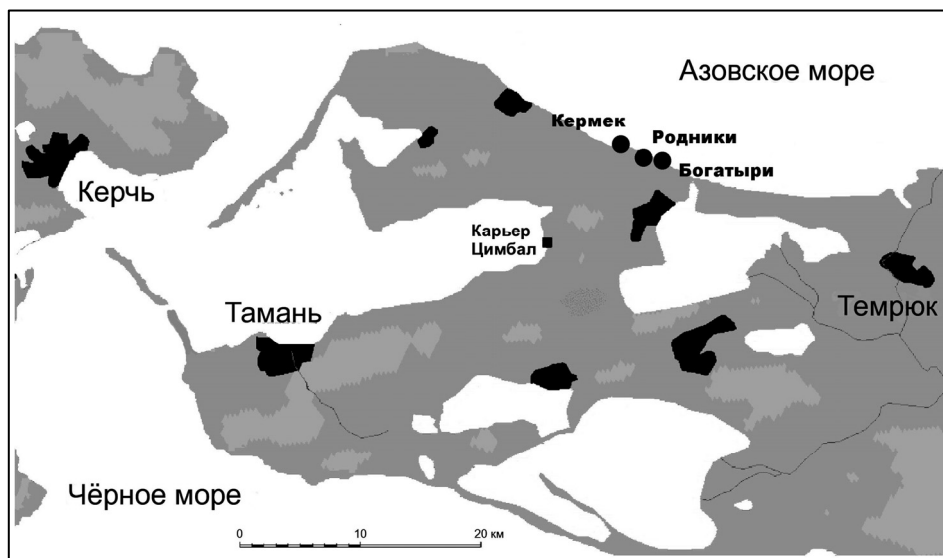 Азовское море
Кермек
Родники
Богатыри
Керчь
Карьер
Цимбал
Тамань
Темрюк
Чёрное море
0 10 20 км